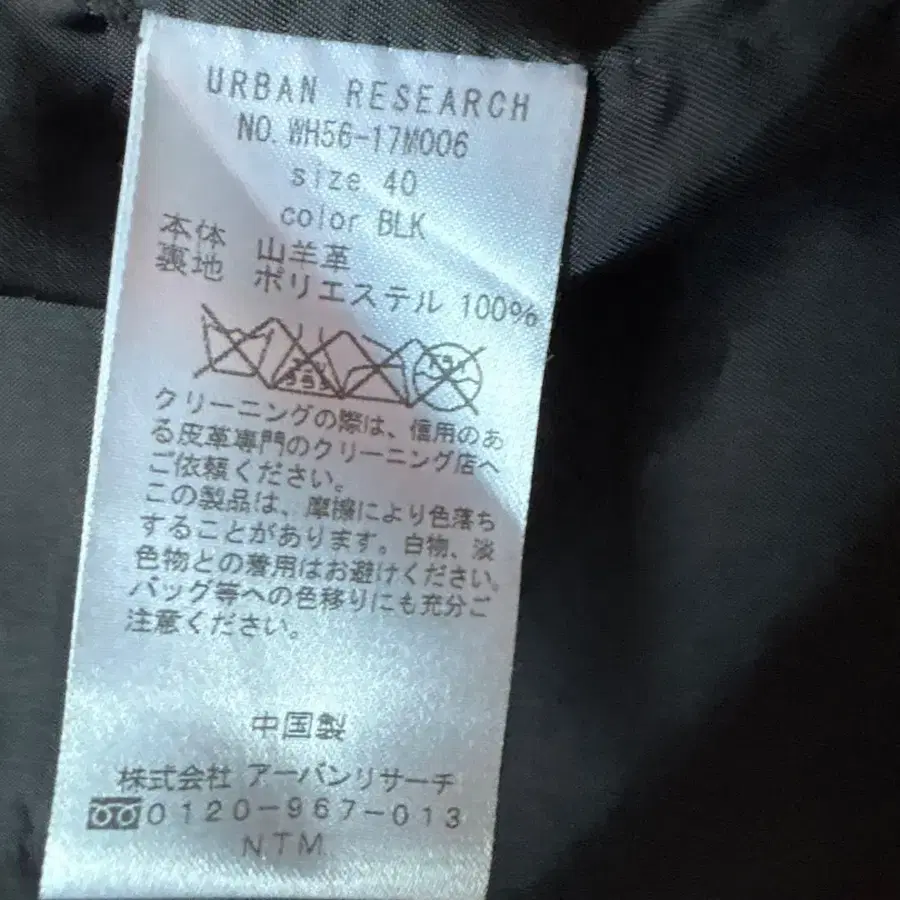 URBAN RESEARCH
NO. WH56-17M006
size 40
color BLK
本体 山羊革
裏地 ポリエステル 100%
クリーニングの際は、信用のあ
る皮革専門のクリーニング店へ
ご依頼ください。
この製品は、摩擦により色落ち
することがあります。白物、淡
色物との着用はお避けください。
バッグ等への色移りにも充分ご
注意ください。
中国製
株式会社 アーバンリサーチ
0120-967-013
NTM